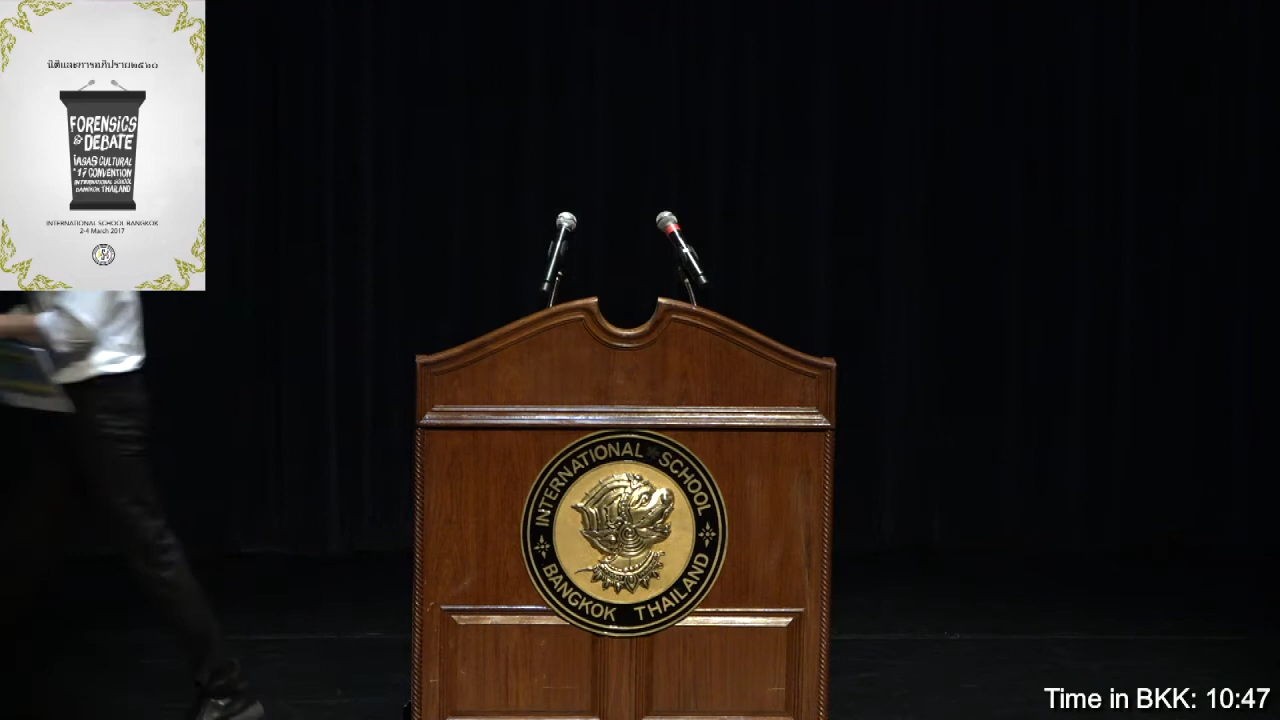 นิติและการอภิปราย๒๕๖๐
FORENSICS
& DEBATE
IASAS CULTURAL
'17 CONVENTION
INTERNATIONAL SCHOOL
BANGKOK THAILAND
INTERNATIONAL SCHOOL BANGKOK
2-4 March 2017
INTERNATIONAL SCHOOL
BANGKOK THAILAND
Time in BKK: 10:47